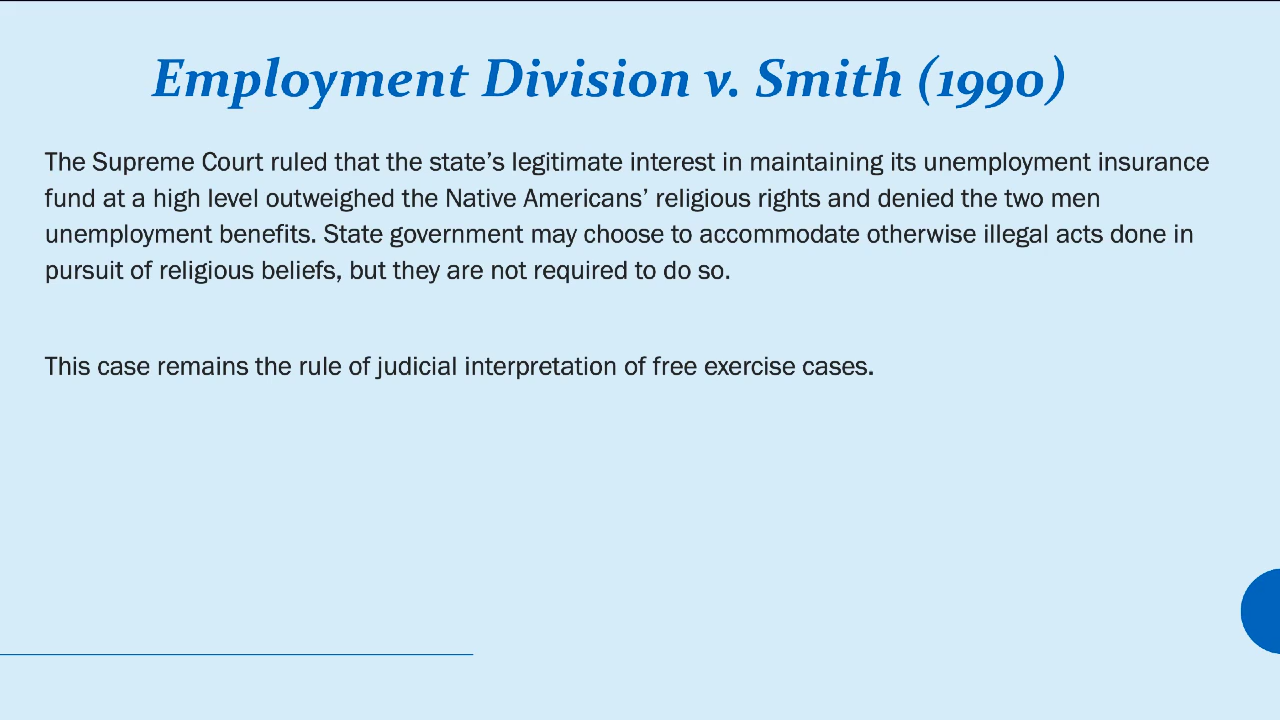 Employment Division v. Smith (1990)
The Supreme Court ruled that the state’s legitimate interest in maintaining its unemployment insurance
fund at a high level outweighed the Native Americans’ religious rights and denied the two men
unemployment benefits. State government may choose to accommodate otherwise illegal acts done in
pursuit of religious beliefs, but they are not required to do so.
This case remains the rule of judicial interpretation of free exercise cases.